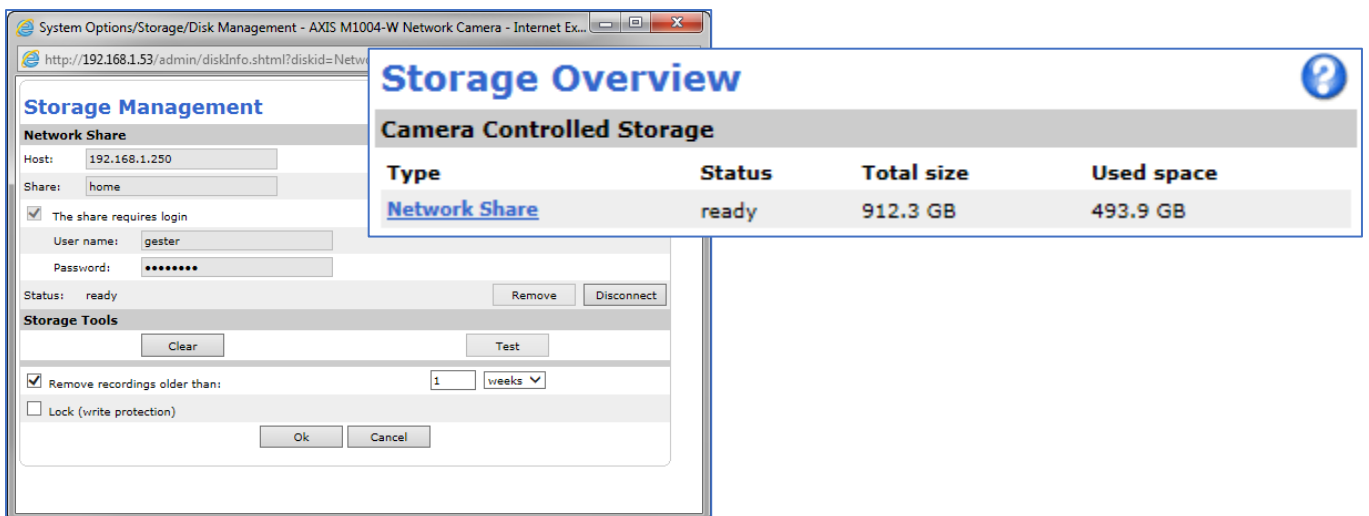 System Options/Storage/Disk Management - AXIS M1004-W Network Camera - Internet Ex...
http://192.168.1.53/admin/diskInfo.shtml?diskid=Netw
Storage Management
Network Share
Host: 192.168.1.250
Share: home
The share requires login
User name: gester
Password: ••••••••
Status: ready Remove Disconnect
Storage Tools
Clear Test
Remove recordings older than: 1 weeks
Lock (write protection)
Ok Cancel
Storage Overview
Camera Controlled Storage
Type Status Total size Used space
Network Share ready 912.3 GB 493.9 GB